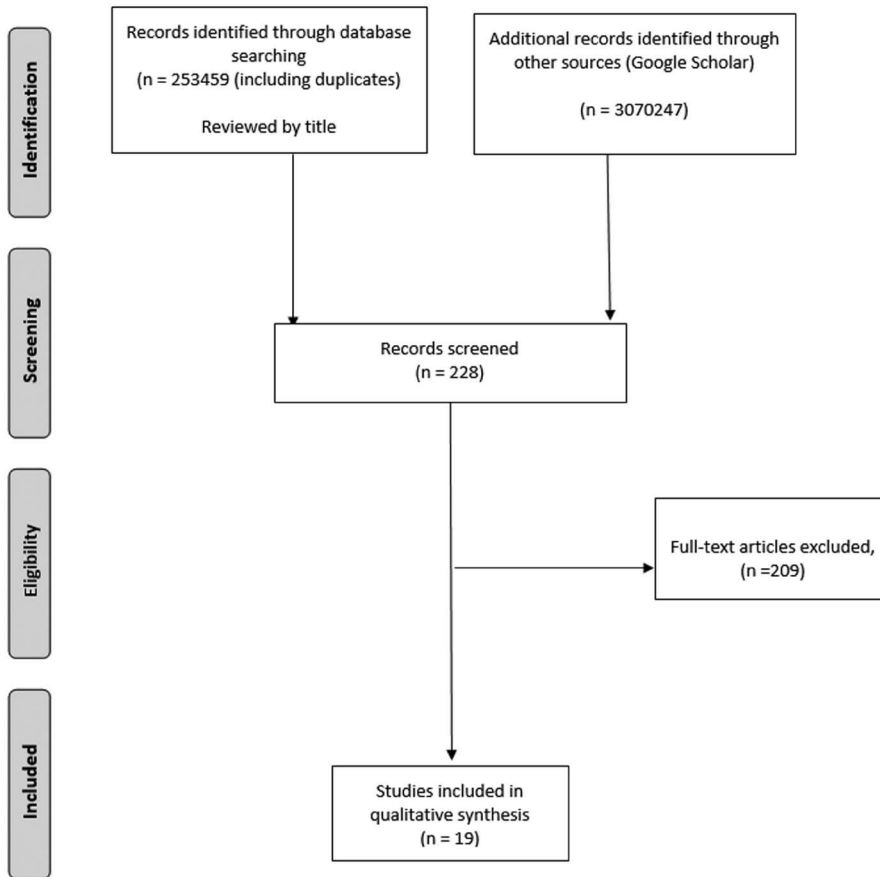 Identification
Records identified through database
searching
(n = 253459 (including duplicates)
Reviewed by title
Additional records identified through
other sources (Google Scholar)
(n = 3070247)
Screening
Records screened
(n = 228)
Eligibility
Full-text articles excluded,
(n =209)
Included
Studies included in
qualitative synthesis
(n = 19)